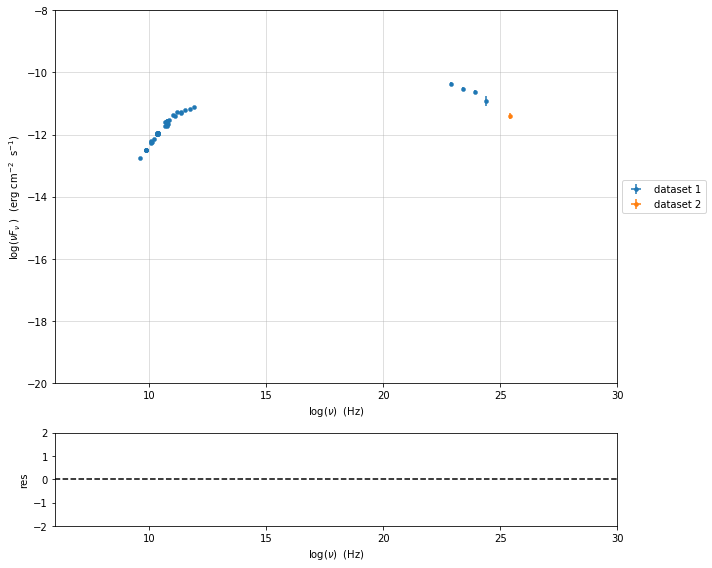 −8
−10
−12
−14
−16
−18
−20
log(νFν ) (erg cm−2 s−1)
10 15 20 25 30
log(ν) (Hz)
dataset 1
dataset 2
2
1
0
−1
−2
res
10 15 20 25 30
log(ν) (Hz)